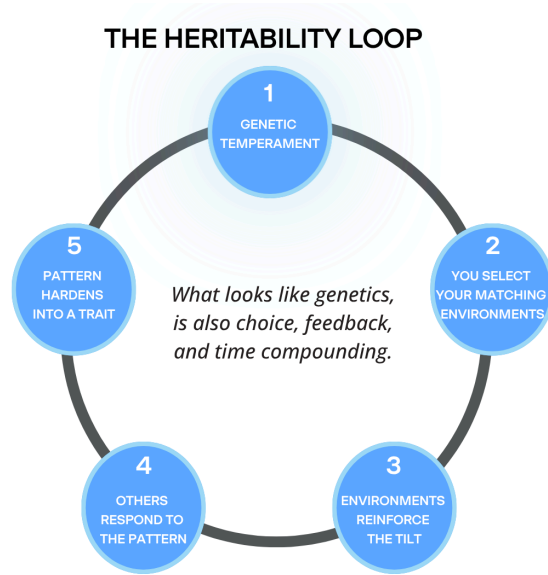 THE HERITABILITY LOOP
1
GENETIC
TEMPERAMENT
2
YOU SELECT
YOUR MATCHING
ENVIRONMENTS
3
ENVIRONMENTS
REINFORCE
THE TILT
4
OTHERS
RESPOND TO
THE PATTERN
5
PATTERN
HARDENS
INTO A TRAIT
What looks like genetics,
is also choice, feedback,
and time compounding.